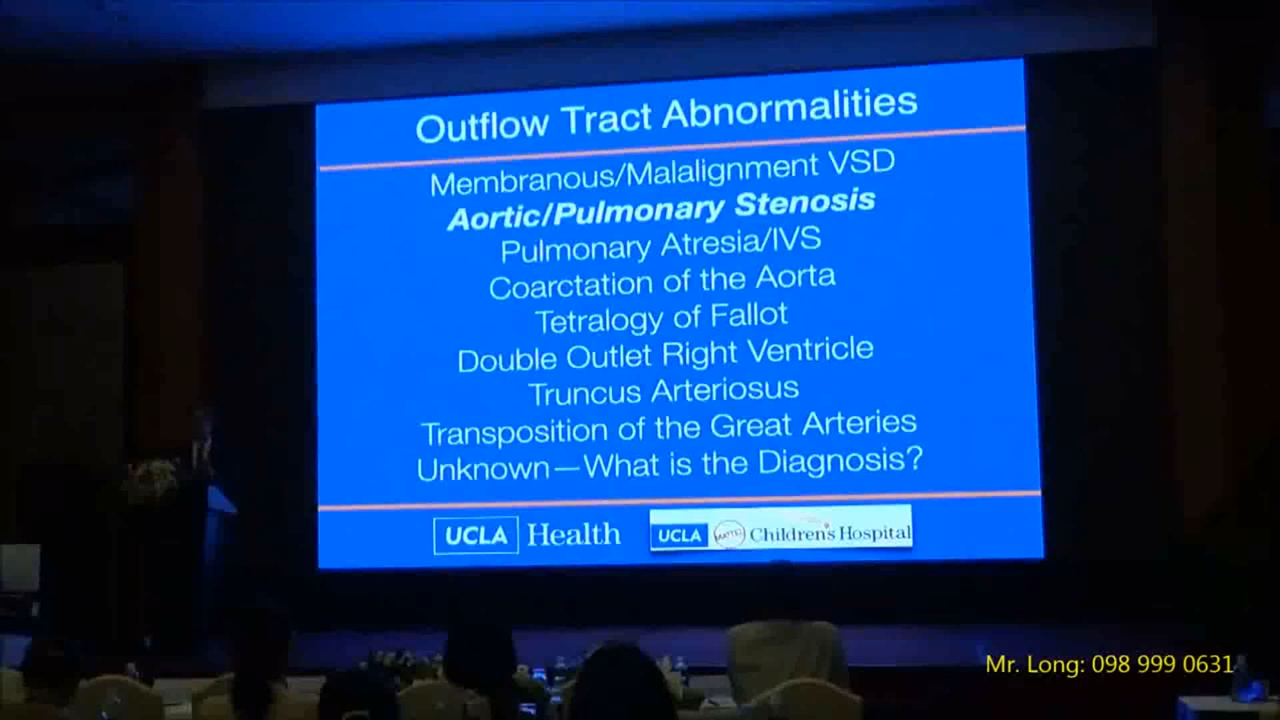 Outflow Tract Abnormalities
Membranous/Malalignment VSD
Aortic/Pulmonary Stenosis
Pulmonary Atresia/IVS
Coarctation of the Aorta
Tetralogy of Fallot
Double Outlet Right Ventricle
Truncus Arteriosus
Transposition of the Great Arteries
Unknown—What is the Diagnosis?
UCLA Health
UCLA Mattel Children's Hospital
Mr. Long: 098 999 0631